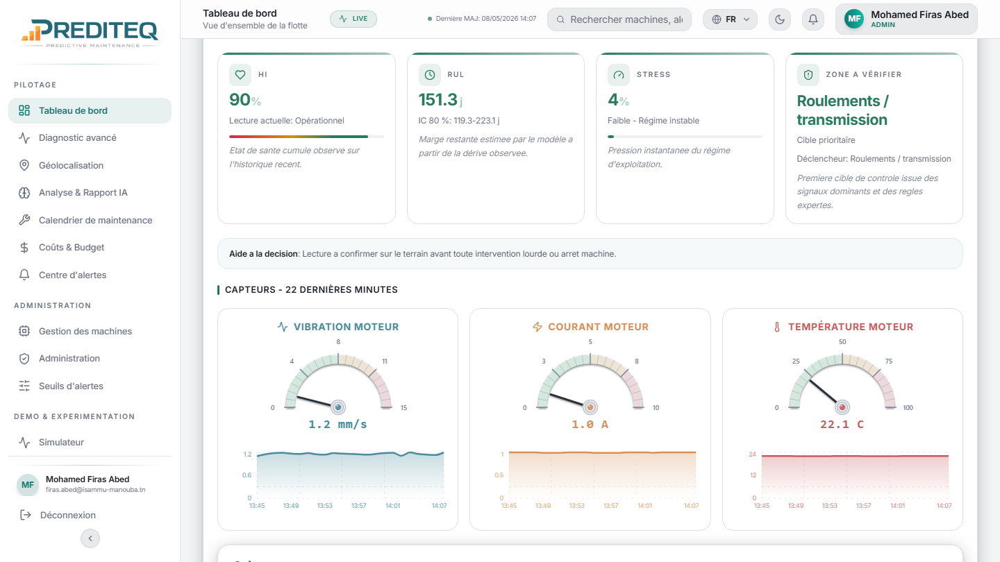 PREDITEQ
PREDICTIVE MAINTENANCE
PILOTAGE
Tableau de bord
Diagnostic avancé
Géolocalisation
Analyse & Rapport IA
Calendrier de maintenance
Coûts & Budget
Centre d'alertes
ADMINISTRATION
Gestion des machines
Administration
Seuils d'alertes
DEMO & EXPERIMENTATION
Simulateur
MF
Mohamed Firas Abed
firas.abed@isammu-manouba.tn
Déconnexion
Tableau de bord
Vue d'ensemble de la flotte
LIVE
Dernière MAJ: 08/05/2026 14:07
Rechercher machines, ale
FR
MF
Mohamed Firas Abed
ADMIN
HI
90%
Lecture actuelle: Opérationnel
Etat de sante cumule observe sur
l'historique recent.
RUL
151.3 j
IC 80 %: 119.3-223.1 j
Marge restante estimee par le modèle a
partir de la dérive observee.
STRESS
4%
Faible - Régime instable
Pression instantanee du régime
d'exploitation.
ZONE A VÉRIFIER
Roulements /
transmission
Cible prioritaire
Déclencheur: Roulements / transmission
Premiere cible de controle issue des
signaux dominants et des regles
expertes.
Aide a la decision: Lecture a confirmer sur le terrain avant toute intervention lourde ou arret machine.
CAPTEURS - 22 DERNIÈRES MINUTES
VIBRATION MOTEUR
0
4
8
11
15
1.2 mm/s
1.2
0.6
0
13:45
13:49
13:53
13:57
14:01
14:07
COURANT MOTEUR
0
3
5
8
10
1.0 A
1
0.5
0
13:45
13:49
13:53
13:57
14:01
14:07
TEMPÉRATURE MOTEUR
0
25
50
75
100
22.1 C
24
12
0
13:45
13:49
13:53
13:57
14:01
14:07